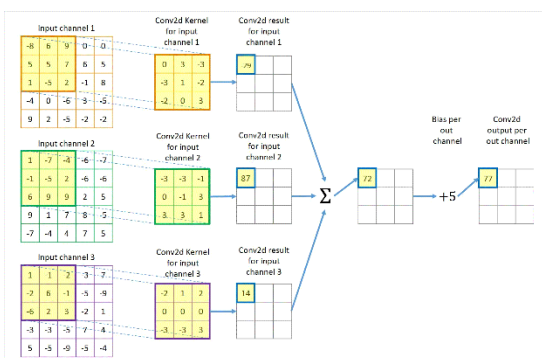 Input channel 1
Conv2d Kernel
for input
channel 1
Conv2d result
for input
channel 1
-8 6 9 0 0
5 5 7 6 5
1 -5 2 -1 8
-4 0 -6 3 -5
9 2 5 -2 -2
0 3 -3
-3 1 -2
-2 0 3
-29
Input channel 2
Conv2d Kernel
for input
channel 2
Conv2d result
for input
channel 2
1 -7 -4 -6 -7
-1 -5 2 -6 -6
6 9 9 2 5
9 1 7 8 -5
-7 -4 4 7 5
-3 -3 -1
0 -1 3
3 3 1
87
Σ
72
Bias per
out
channel
+5
Conv2d
output per
out channel
77
Input channel 3
Conv2d Kernel
for input
channel 3
Conv2d result
for input
channel 3
1 1 2 3 -7
-2 6 -1 -5 -9
-6 2 3 -2 1
-3 -3 -5 7 4
5 -5 -9 -5 -4
-2 1 2
0 0 0
-3 -3 3
14